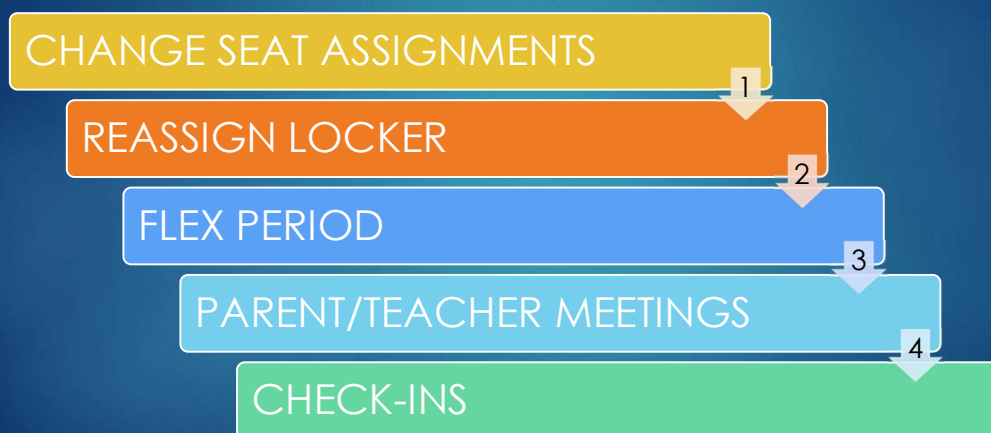 CHANGE SEAT ASSIGNMENTS
1
REASSIGN LOCKER
2
FLEX PERIOD
3
PARENT/TEACHER MEETINGS
4
CHECK-INS